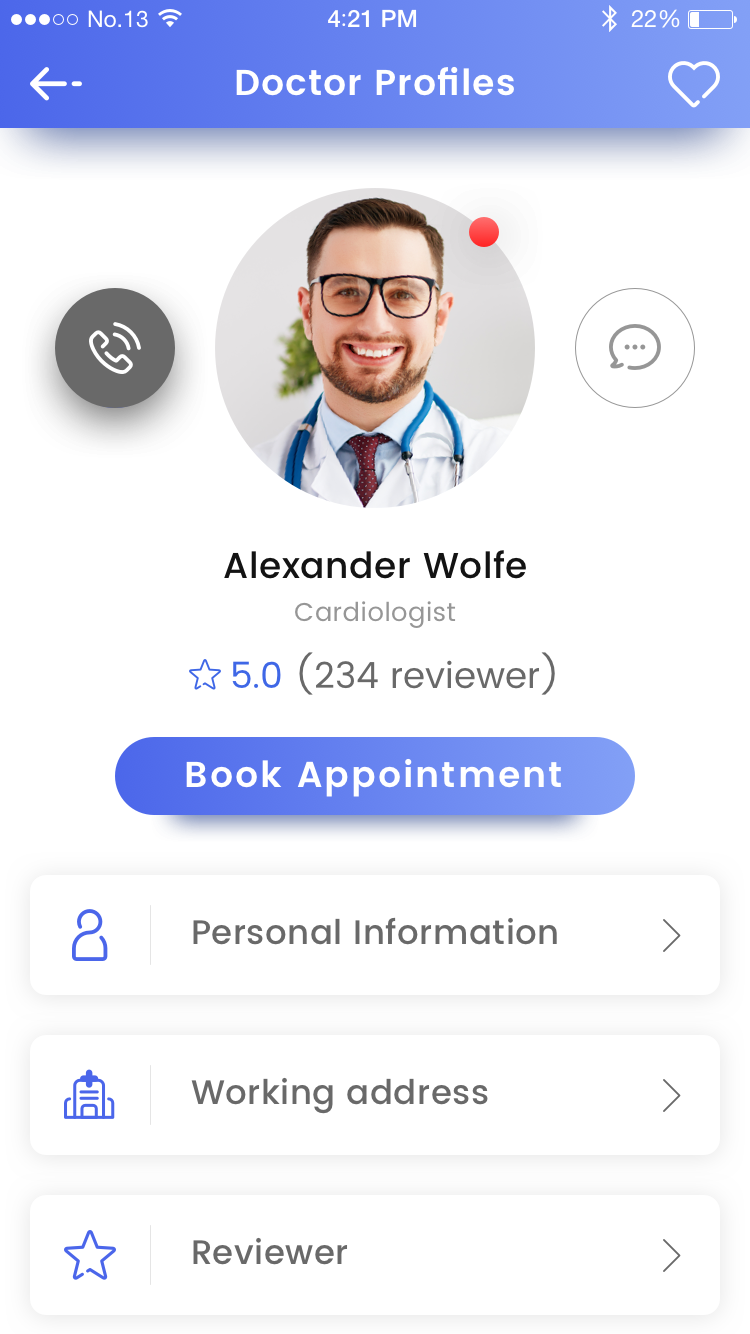 No.13 4:21 PM 22%
Doctor Profiles
Alexander Wolfe
Cardiologist
5.0 (234 reviewer)
Book Appointment
Personal Information
Working address
Reviewer